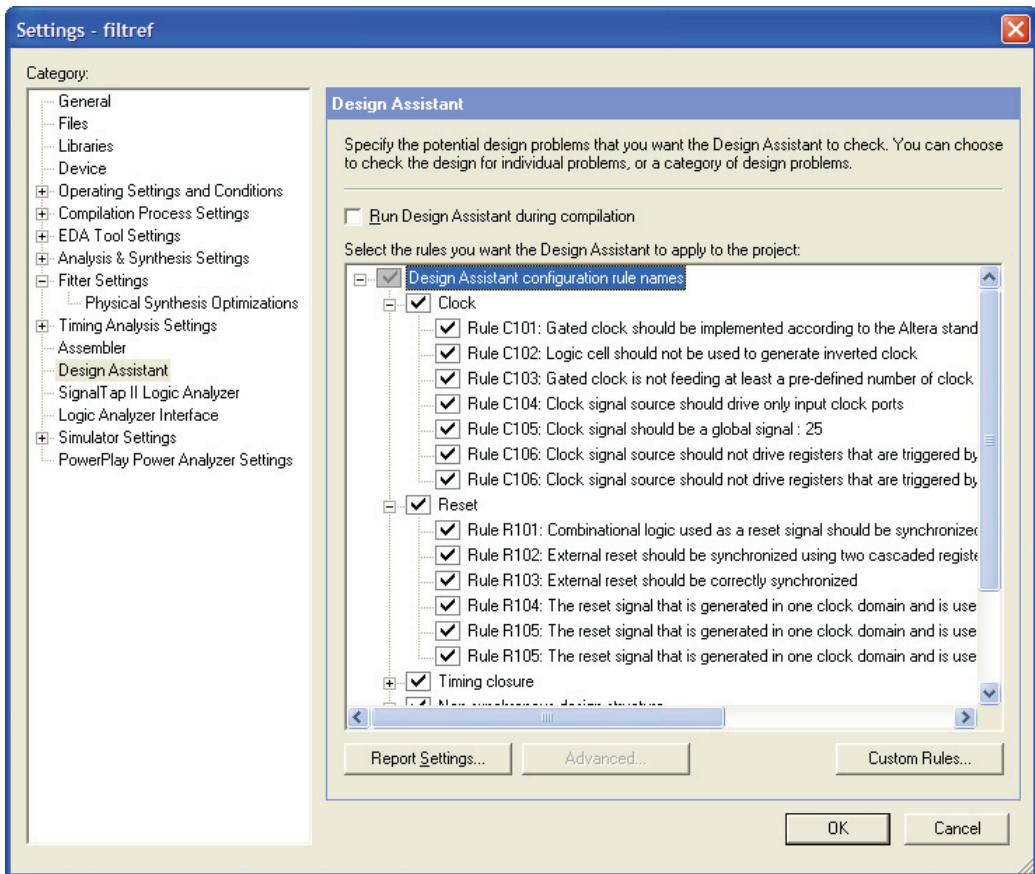 Settings - filtref
Category:
General
Files
Libraries
Device
Operating Settings and Conditions
Compilation Process Settings
EDA Tool Settings
Analysis & Synthesis Settings
Fitter Settings
Physical Synthesis Optimizations
Timing Analysis Settings
Assembler
Design Assistant
SignalTap II Logic Analyzer
Logic Analyzer Interface
Simulator Settings
PowerPlay Power Analyzer Settings
Design Assistant
Specify the potential design problems that you want the Design Assistant to check. You can choose
to check the design for individual problems, or a category of design problems.
Run Design Assistant during compilation
Select the rules you want the Design Assistant to apply to the project:
Design Assistant configuration rule names
Clock
Rule C101: Gated clock should be implemented according to the Altera stand
Rule C102: Logic cell should not be used to generate inverted clock
Rule C103: Gated clock is not feeding at least a pre-defined number of clock
Rule C104: Clock signal source should drive only input clock ports
Rule C105: Clock signal should be a global signal : 25
Rule C106: Clock signal source should not drive registers that are triggered by
Rule C106: Clock signal source should not drive registers that are triggered by
Reset
Rule R101: Combinational logic used as a reset signal should be synchronized
Rule R102: External reset should be synchronized using two cascaded registe
Rule R103: External reset should be correctly synchronized
Rule R104: The reset signal that is generated in one clock domain and is use
Rule R105: The reset signal that is generated in one clock domain and is use
Rule R105: The reset signal that is generated in one clock domain and is use
Timing closure
Non-synchronous design structure
Report Settings...
Advanced...
Custom Rules...
OK
Cancel